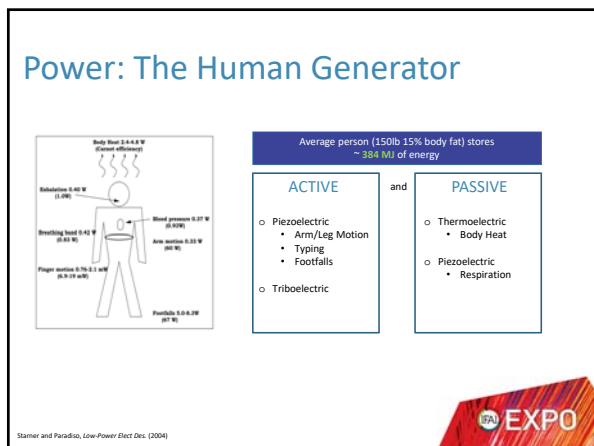 Power: The Human Generator
Body Heat 2.4-4.8 W
(Carnot efficiency)
Exhalation 0.40 W
(1.0W)
Blood pressure 0.37 W
(0.93W)
Breathing band 0.42 W
(0.83 W)
Arm motion 0.33 W
(60 W)
Finger motion 0.76-2.1 mW
(6.9-19 mW)
Footfalls 5.0-8.3W
(67 W)
Average person (150lb 15% body fat) stores
~ 384 MJ of energy
ACTIVE
o Piezoelectric
• Arm/Leg Motion
• Typing
• Footfalls
o Triboelectric
and
PASSIVE
o Thermoelectric
• Body Heat
o Piezoelectric
• Respiration
Starner and Paradiso, Low-Power Elect Des. (2004)
IFAI EXPO